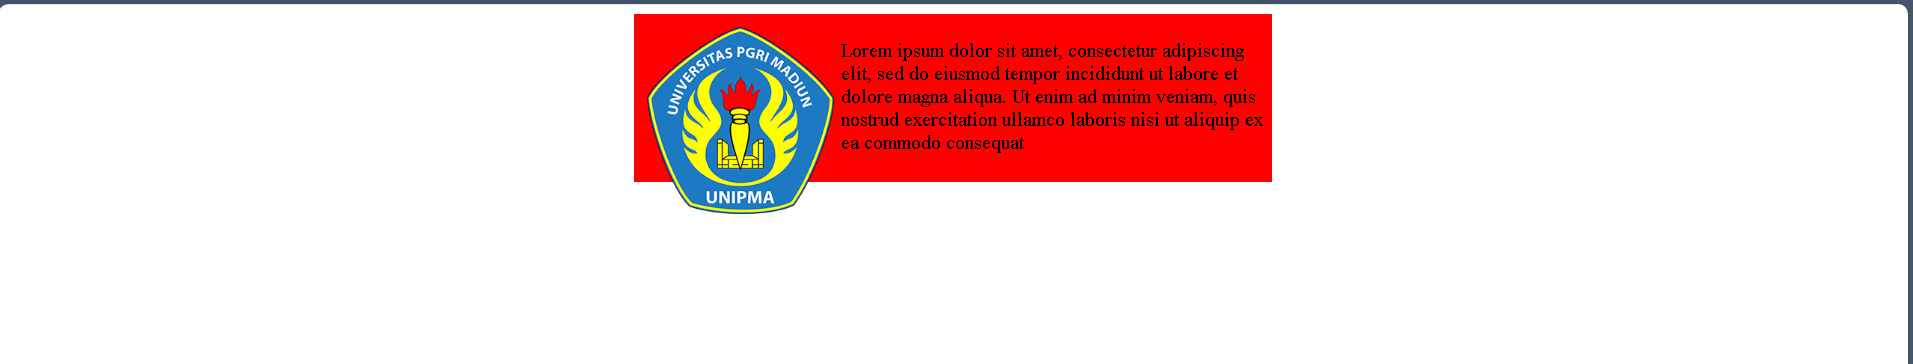 UNIVERSITAS PGRI MADIUN
UNIPMA
Lorem ipsum dolor sit amet, consectetur adipiscing
elit, sed do eiusmod tempor incididunt ut labore et
dolore magna aliqua. Ut enim ad minim veniam, quis
nostrud exercitation ullamco laboris nisi ut aliquip ex
ea commodo consequat